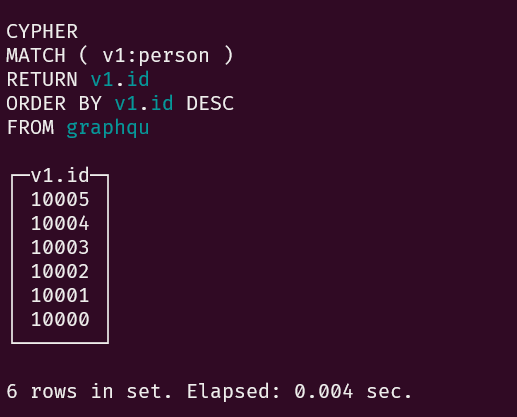 CYPHER
MATCH ( v1:person )
RETURN v1.id
ORDER BY v1.id DESC
FROM graphqu
v1.id
10005
10004
10003
10002
10001
10000
6 rows in set. Elapsed: 0.004 sec.